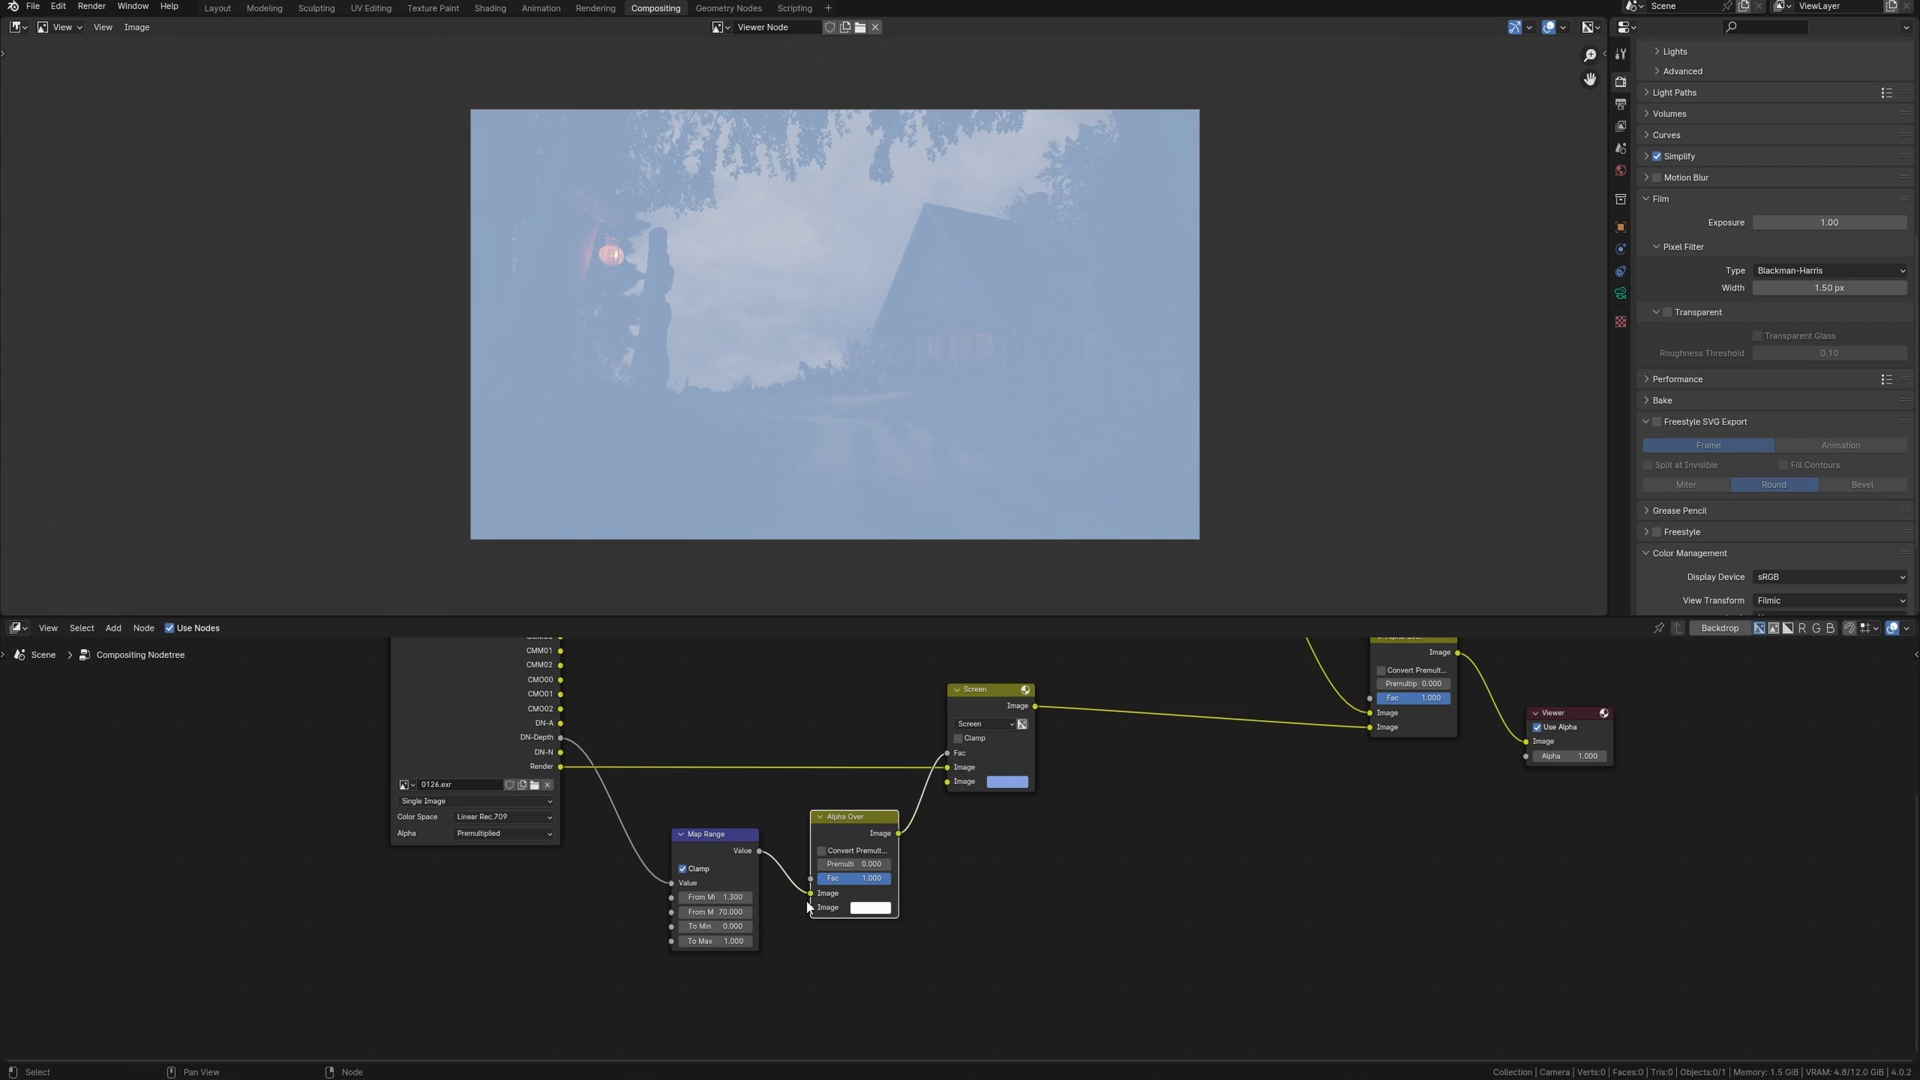 File Edit Render Window Help Layout Modeling Sculpting UV Editing Texture Paint Shading Animation Rendering Compositing Geometry Nodes Scripting + Scene ViewLayer
View View Image Viewer Node
Lights
Advanced
Light Paths
Volumes
Curves
Simplify
Motion Blur
Film
Exposure 1.00
Pixel Filter
Type Blackman-Harris
Width 1.50 px
Transparent
Transparent Glass
Roughness Threshold 0.10
Performance
Bake
Freestyle SVG Export
Frame Animation
Split at Invisible Fill Contours
Miter Round Bevel
Grease Pencil
Freestyle
Color Management
Display Device sRGB
View Transform Filmic
View Select Add Node Use Nodes Backdrop R G B
Scene > Compositing Nodetree
CMM01
CMM02
CMO00
CMO01
CMO02
DN-A
DN-Depth
DN-N
Render
0126.exr
Single Image
Color Space Linear Rec.709
Alpha Premultiplied
Map Range
Value
Clamp
Value
From Mi 1.300
From M 70.000
To Min 0.000
To Max 1.000
Alpha Over
Image
Convert Premult...
Premulti 0.000
Fac 1.000
Image
Image
Screen
Image
Screen
Clamp
Fac
Image
Image
Image
Convert Premult...
Premultip 0.000
Fac 1.000
Image
Image
Viewer
Use Alpha
Image
Alpha 1.000
Select Pan View Node Collection | Camera | Verts:0 | Faces:0 | Tris:0 | Objects:0/1 | Memory: 1.5 GiB | VRAM: 4.8/12.0 GiB | 4.0.2